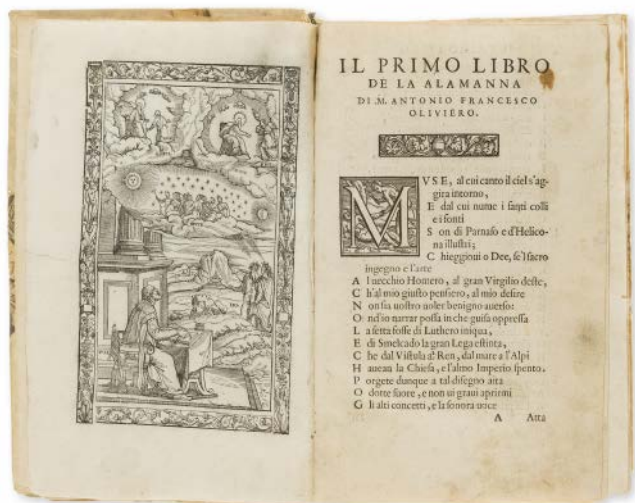 IL PRIMO LIBRO
DE LA ALAMANNA
DI M. ANTONIO FRANCESCO
OLIVIERO.
MVSE, al cui canto il ciel s'ag-
gira intorno,
E dal cui nume i santi colli
e i fonti
S on di Parnaso e d'Helico-
na illustri;
C hieggioui o Dee, se'l sacro
ingegno e l'arte
A l uecchio Homero, al gran Virgilio deste,
C h'al mio giusto pensiero, al mio desire
N on sia uostro uoler benigno auerso:
O nd'io narrar possa in che guisa oppressa
L a setta fosse di Luthero iniqua,
E di Smelcado la gran Lega estinta,
C he dal Vistula al Ren, dal mare a l'Alpi
H auean la Chiesa, e l'almo Imperio spento.
P orgete dunque a tal disegno aita
O dotte suore, e non ui graui aprirmi
G li alti concetti, e la sonora uoce
A Atta